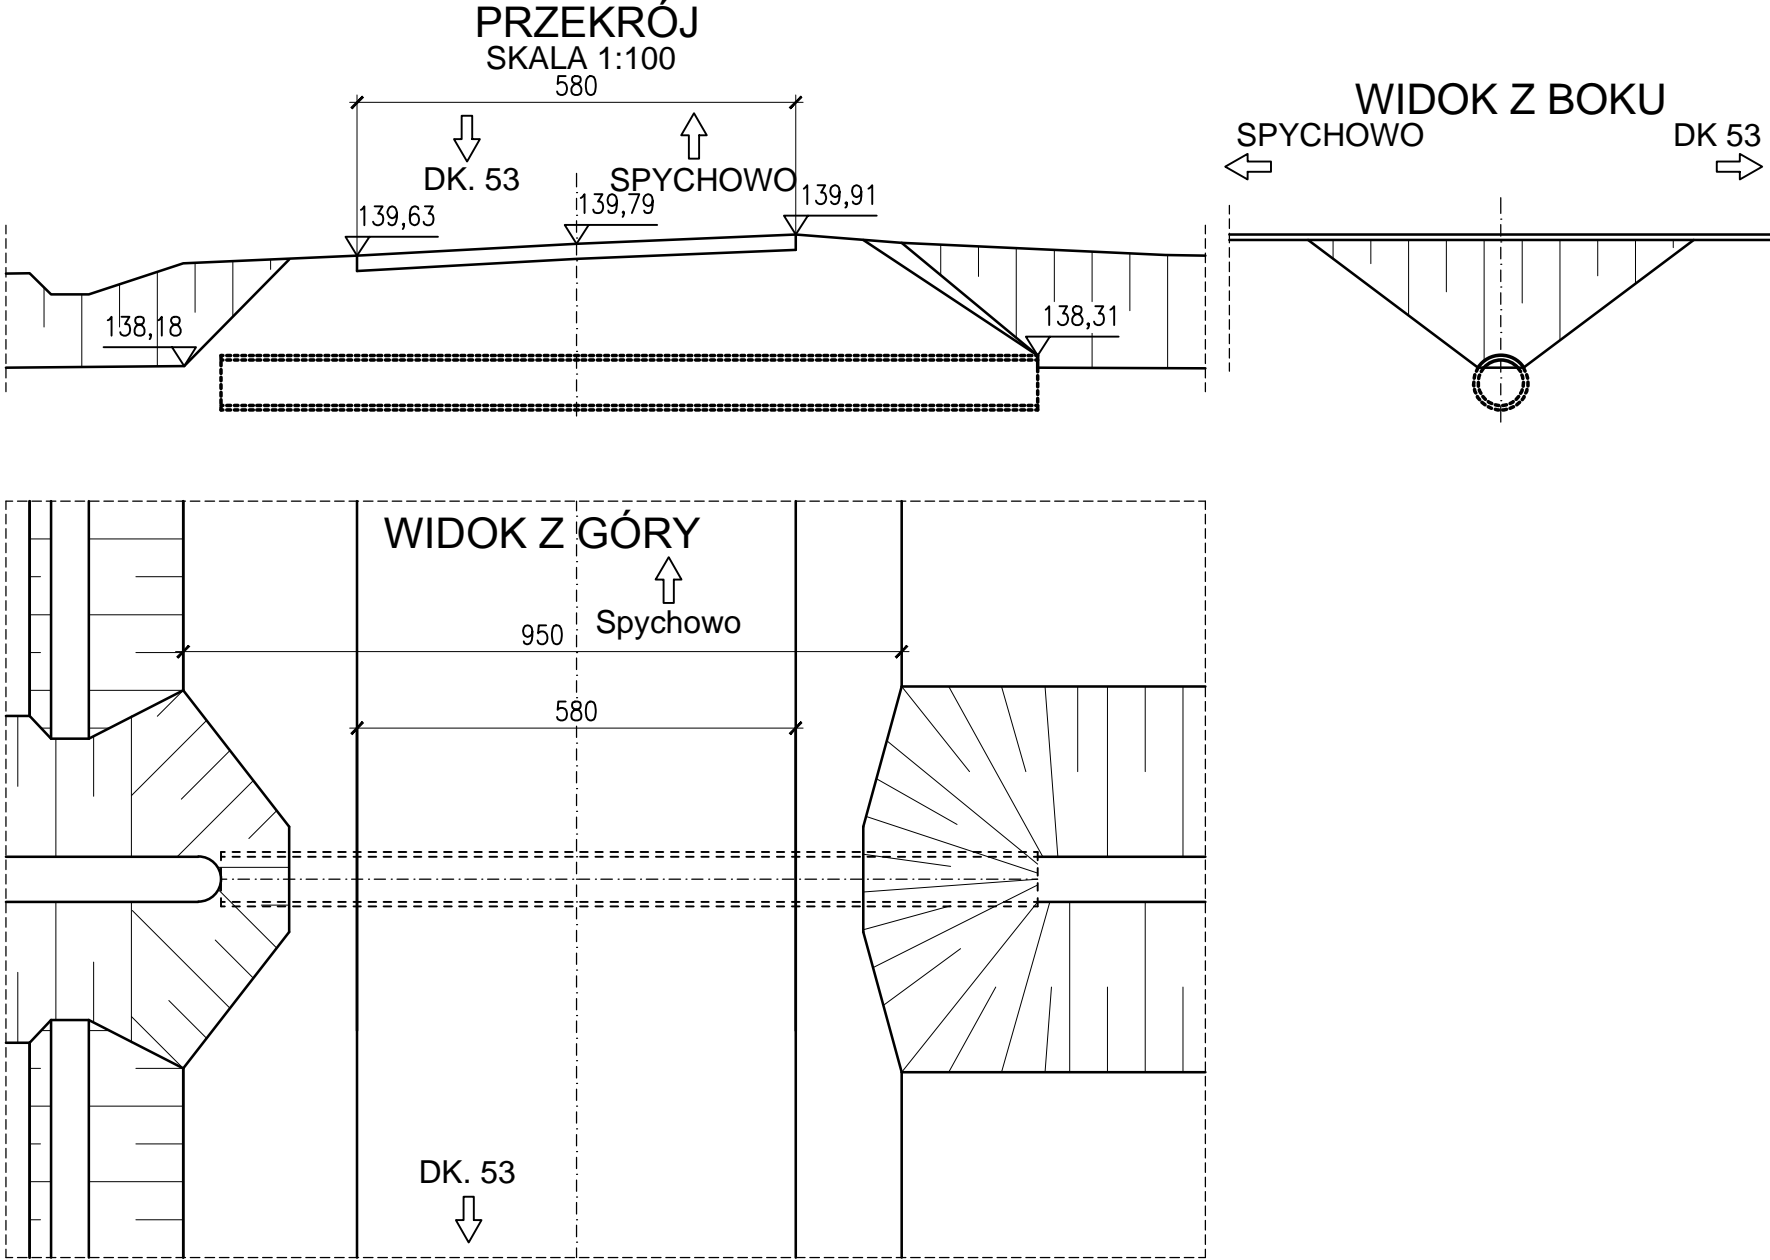 PRZEKRÓJ
SKALA 1:100
580
DK. 53
SPYCHOWO
139,63
139,79
139,91
138,18
138,31
WIDOK Z BOKU
SPYCHOWO
DK 53
WIDOK Z GÓRY
Spychowo
950
580
DK. 53